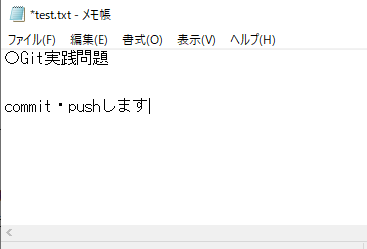 *test.txt - メモ帳
ファイル(F) 編集(E) 書式(O) 表示(V) ヘルプ(H)
〇Git実践問題
commit・pushします